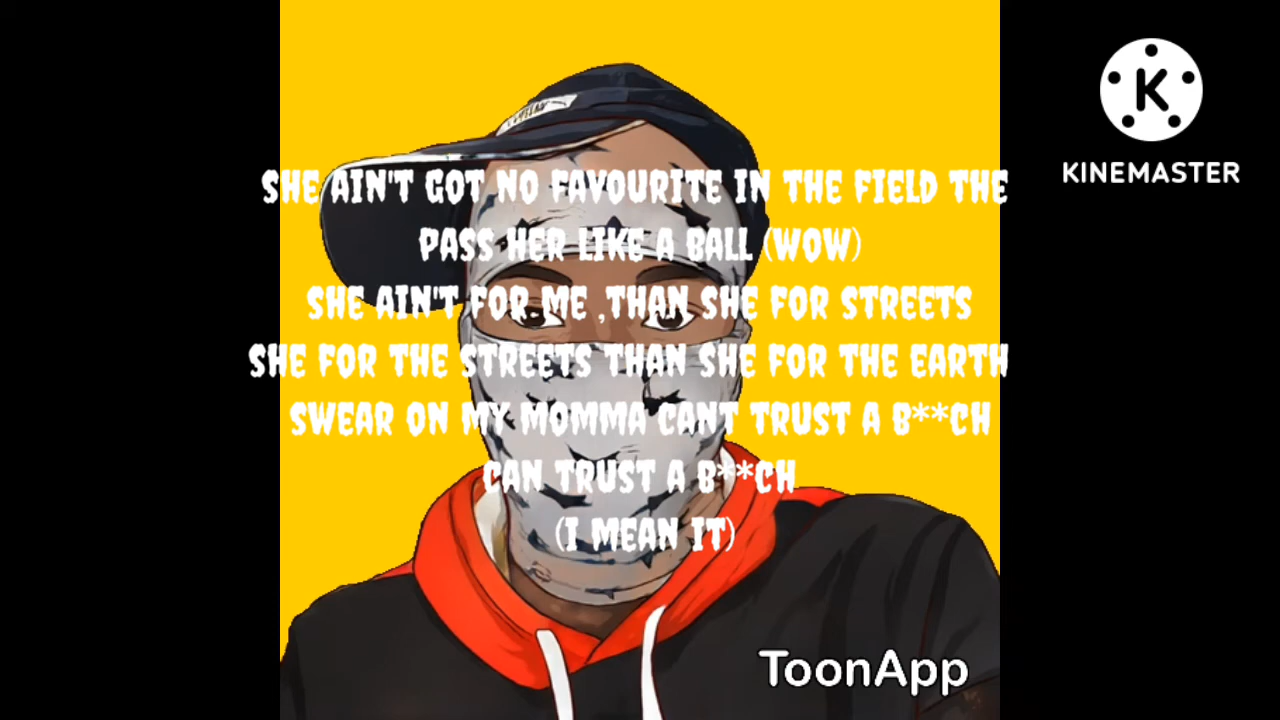 SHE AIN'T GOT NO FAVOURITE IN THE FIELD THE
PASS HER LIKE A BALL (WOW)
SHE AIN'T FOR ME ,THAN SHE FOR STREETS
SHE FOR THE STREETS THAN SHE FOR THE EARTH
SWEAR ON MY MOMMA CANT TRUST A B**CH
CAN TRUST A B**CH
(I MEAN IT)
K
KINEMASTER
ToonApp